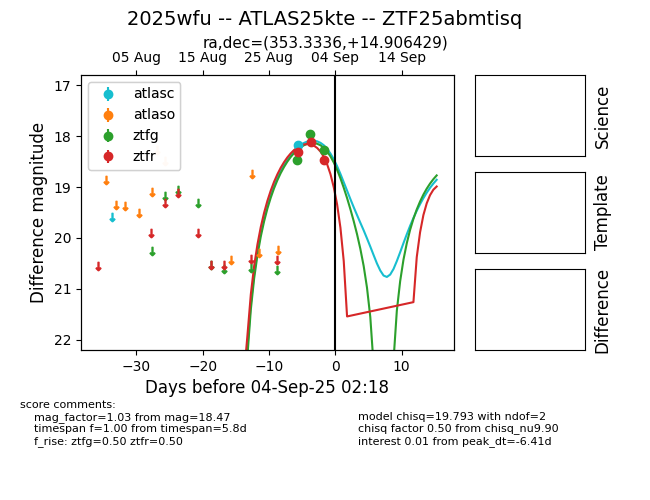 2025wfu -- ATLAS25kte -- ZTF25abmtisq
ra,dec=(353.3336,+14.906429)
05 Aug 15 Aug 25 Aug 04 Sep 14 Sep
17
18
19
20
21
22
Difference magnitude
atlasc
atlaso
ztfg
ztfr
−30 −20 −10 0 10
Days before 04-Sep-25 02:18
Science
Template
Difference
score comments:
mag_factor=1.03 from mag=18.47
timespan f=1.00 from timespan=5.8d
f_rise: ztfg=0.50 ztfr=0.50
model chisq=19.793 with ndof=2
chisq factor 0.50 from chisq_nu9.90
interest 0.01 from peak_dt=-6.41d